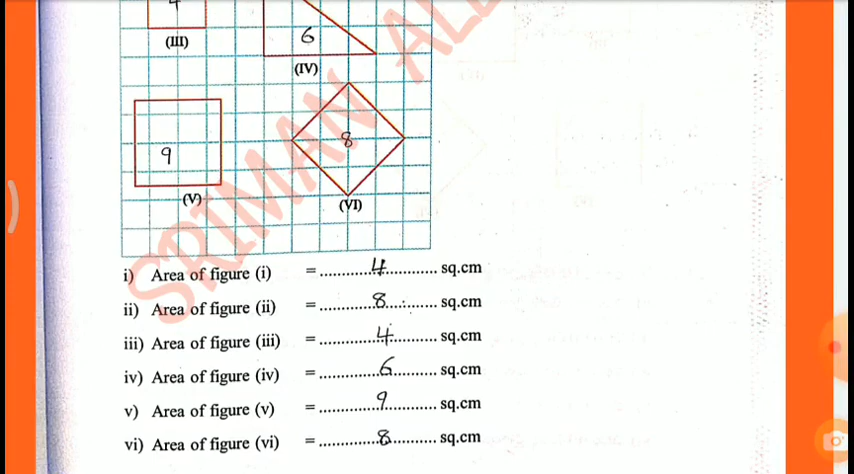 4
(III)
6
(IV)
9
8
(V)
(VI)
SRIMAN
i) Area of figure (i) = ............4............ sq.cm
ii) Area of figure (ii) = ............8............ sq.cm
iii) Area of figure (iii) = ............4............ sq.cm
iv) Area of figure (iv) = ............6............ sq.cm
v) Area of figure (v) = ............9............ sq.cm
vi) Area of figure (vi) = ............8............ sq.cm